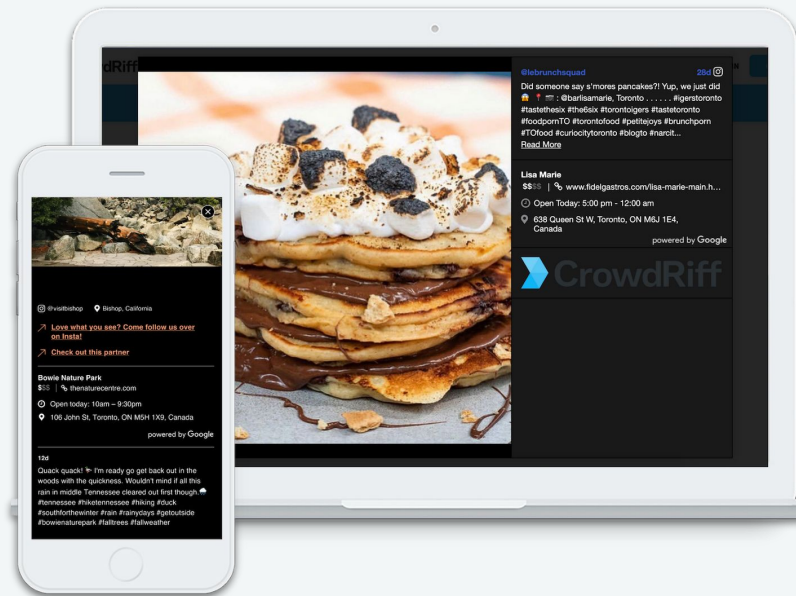 dRiff
@lebrunchsquad 28d
Did someone say s'mores pancakes?! Yup, we just did
😱 📍 📷 : @barlisamarie, Toronto . . . . . . #igerstoronto
#tastethesix #the6six #torontoigers #tastetoronto
#foodpornTO #torontofood #petitejoys #brunchporn
#TOfood #curiocitytoronto #blogto #narcit...
Read More
Lisa Marie
$$$$ | www.fidelgastros.com/lisa-marie-main.h...
Open Today: 5:00 pm - 12:00 am
638 Queen St W, Toronto, ON M6J 1E4,
Canada
powered by Google
CrowdRiff
@visitbishop Bishop, California
Love what you see? Come follow us over
on Insta!
Check out this partner
Bowie Nature Park
$$$ | thenaturecentre.com
Open today: 10am – 9:30pm
106 John St, Toronto, ON M5H 1X9, Canada
powered by Google
12d
Quack quack! 🦆 I'm ready go get back out in the
woods with the quickness. Wouldn't mind if all this
rain in middle Tennessee cleared out first though.🌧
#tennessee #hiketennessee #hiking #duck
#southforthewinter #rain #rainydays #getoutside
#bowienaturepark #falltrees #fallweather